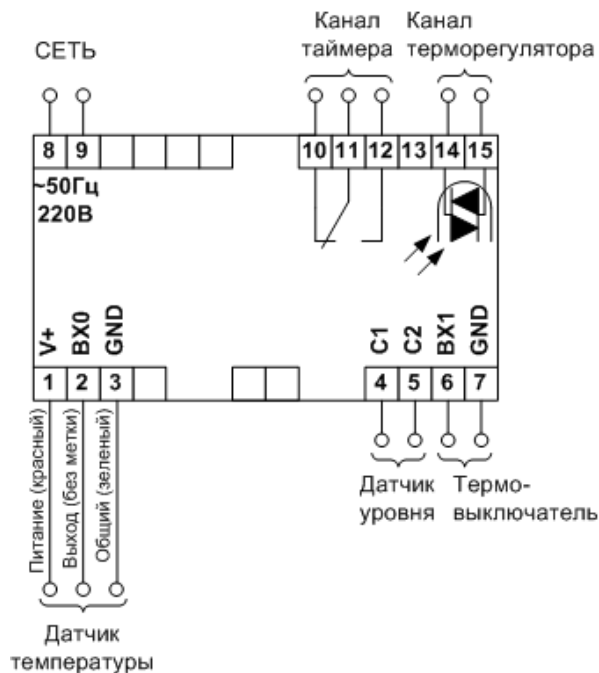 Канал Канал
таймера терморегулятора
СЕТЬ
8 9 10 11 12 13 14 15
~50Гц
220В
V+ BX0 GND C1 C2 BX1 GND
1 2 3 4 5 6 7
Питание (красный)
Выход (без метки)
Общий (зеленый)
Датчик Термо-
уровня выключатель
Датчик
температуры